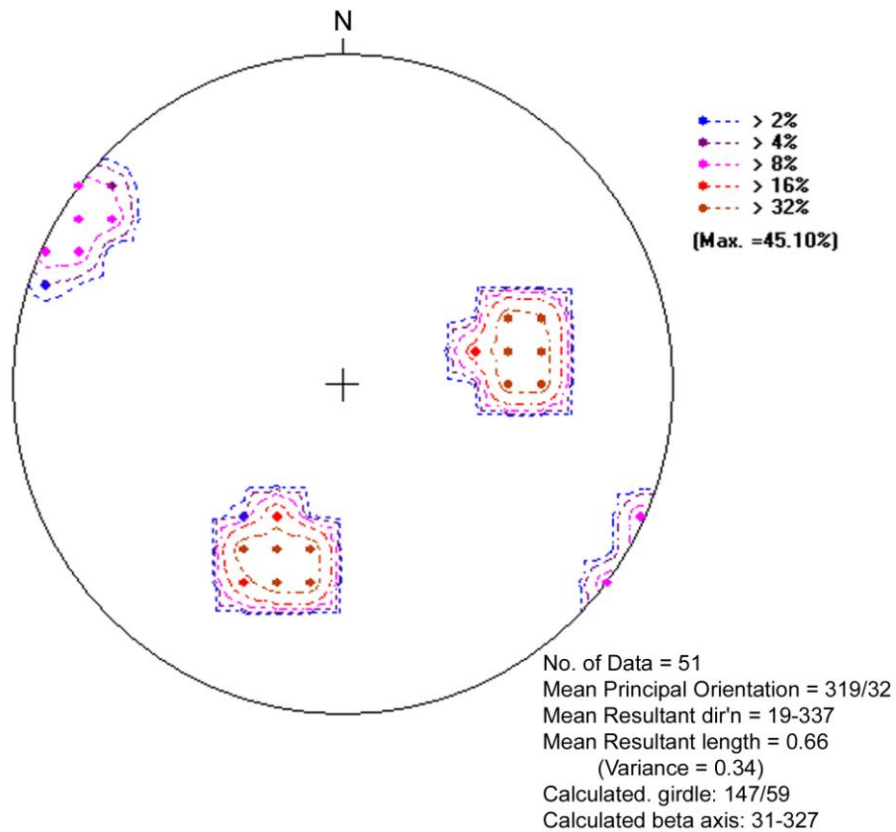 N
> 2%
> 4%
> 8%
> 16%
> 32%
(Max. =45.10%)
No. of Data = 51
Mean Principal Orientation = 319/32
Mean Resultant dir'n = 19-337
Mean Resultant length = 0.66
(Variance = 0.34)
Calculated. girdle: 147/59
Calculated beta axis: 31-327